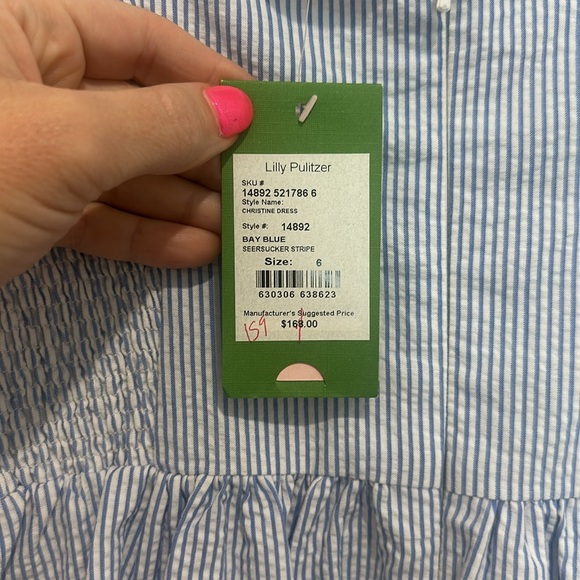 Lilly Pulitzer
SKU #
14892 521786 6
Style Name:
CHRISTINE DRESS
Style #: 14892
BAY BLUE
SEERSUCKER STRIPE
Size: 6
630306 638623
Manufacturer's Suggested Price
159 $168.00